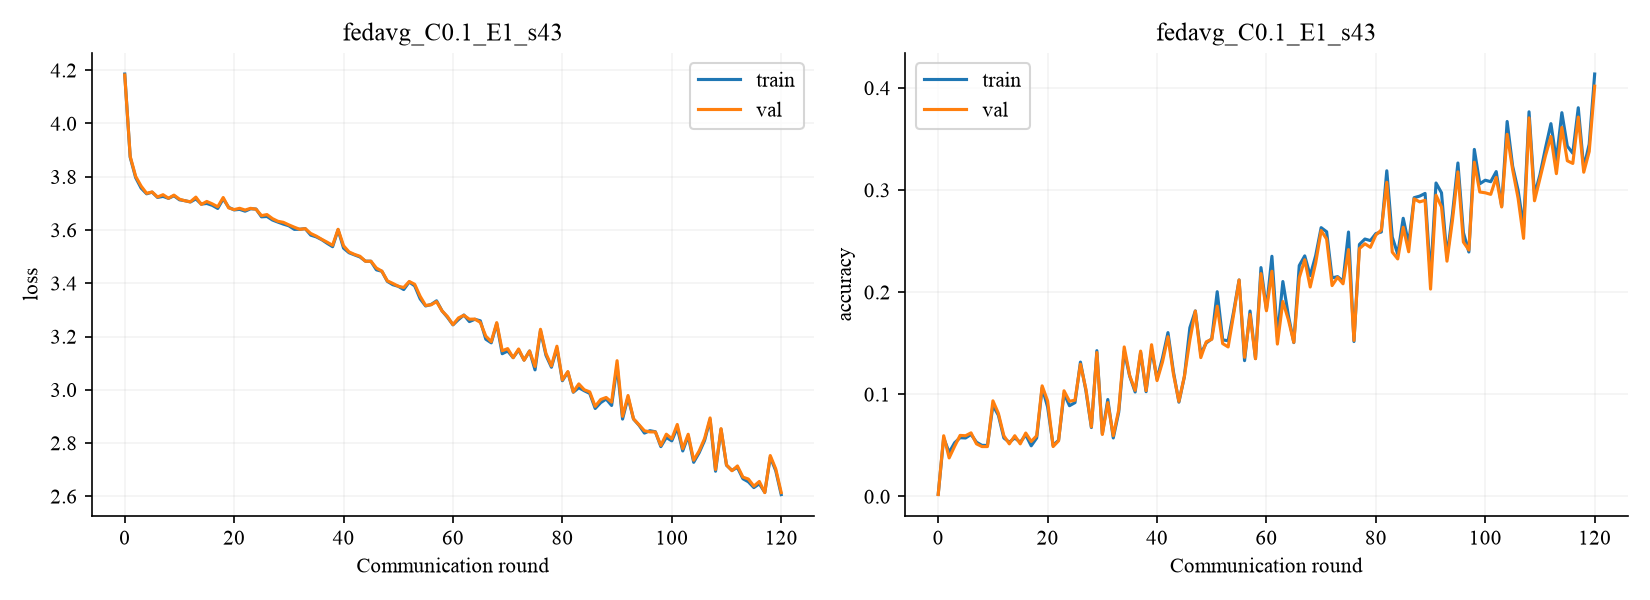 fedavg_C0.1_E1_s43
train
val
4.2
4.0
3.8
3.6
3.4
3.2
3.0
2.8
2.6
loss
0 20 40 60 80 100 120
Communication round
fedavg_C0.1_E1_s43
train
val
0.4
0.3
0.2
0.1
0.0
accuracy
0 20 40 60 80 100 120
Communication round